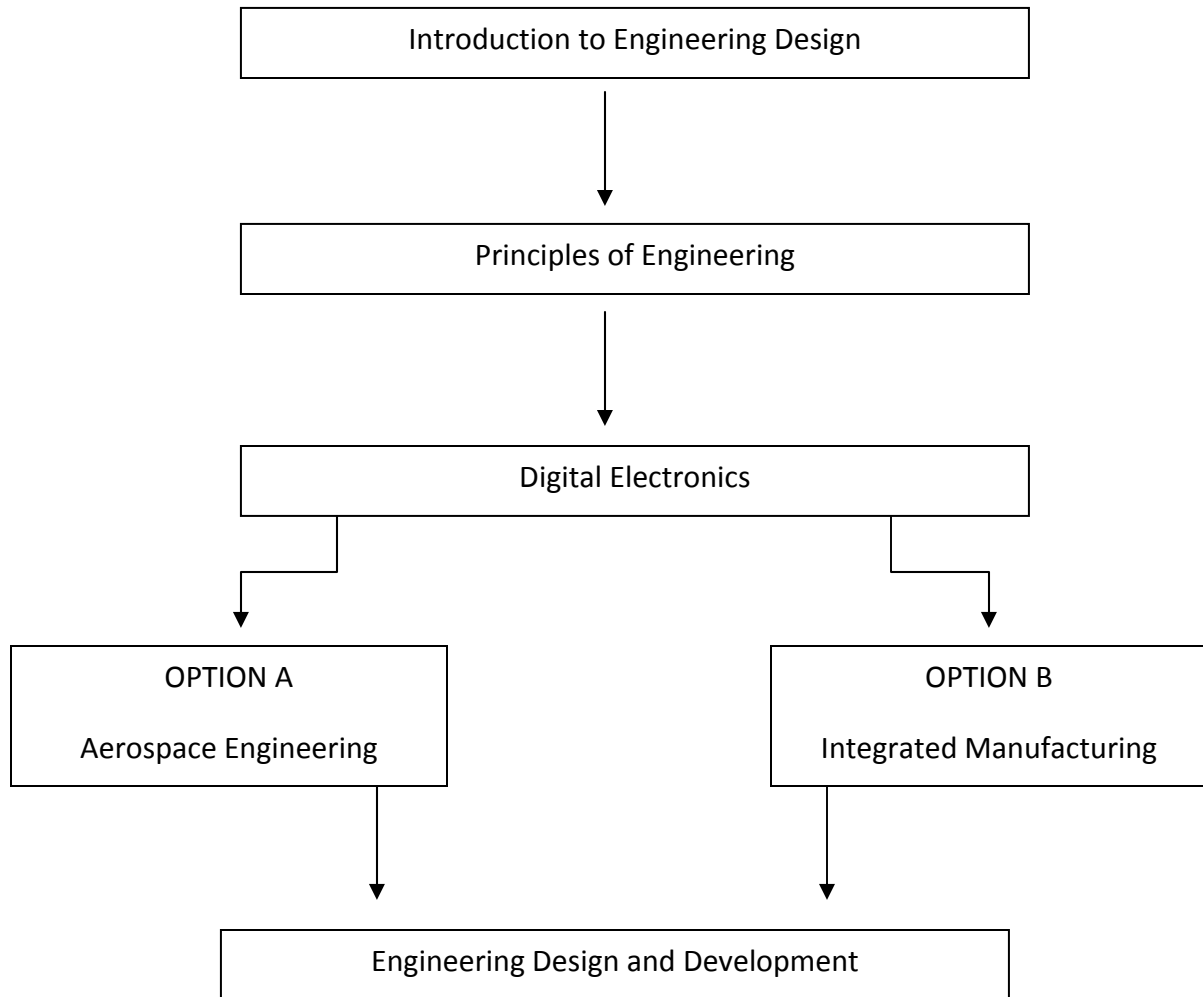 Introduction to Engineering Design
Principles of Engineering
Digital Electronics
OPTION A
Aerospace Engineering
OPTION B
Integrated Manufacturing
Engineering Design and Development